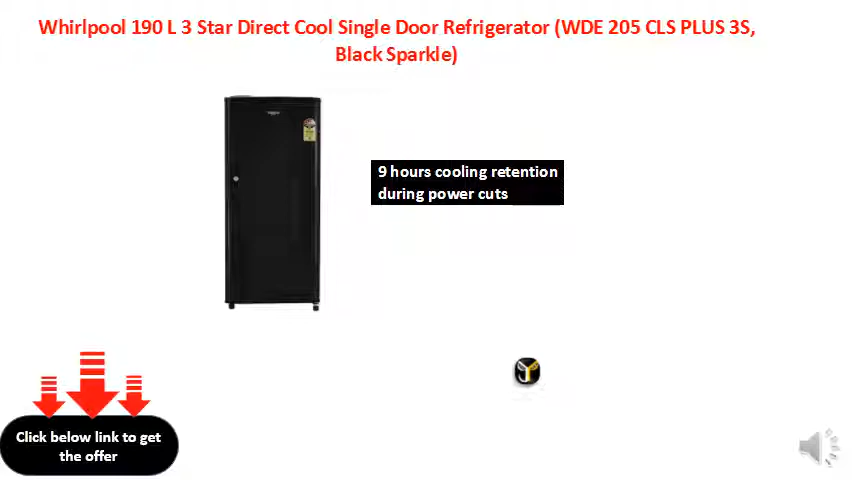 Whirlpool 190 L 3 Star Direct Cool Single Door Refrigerator (WDE 205 CLS PLUS 3S,
Black Sparkle)
9 hours cooling retention
during power cuts
Click below link to get
the offer